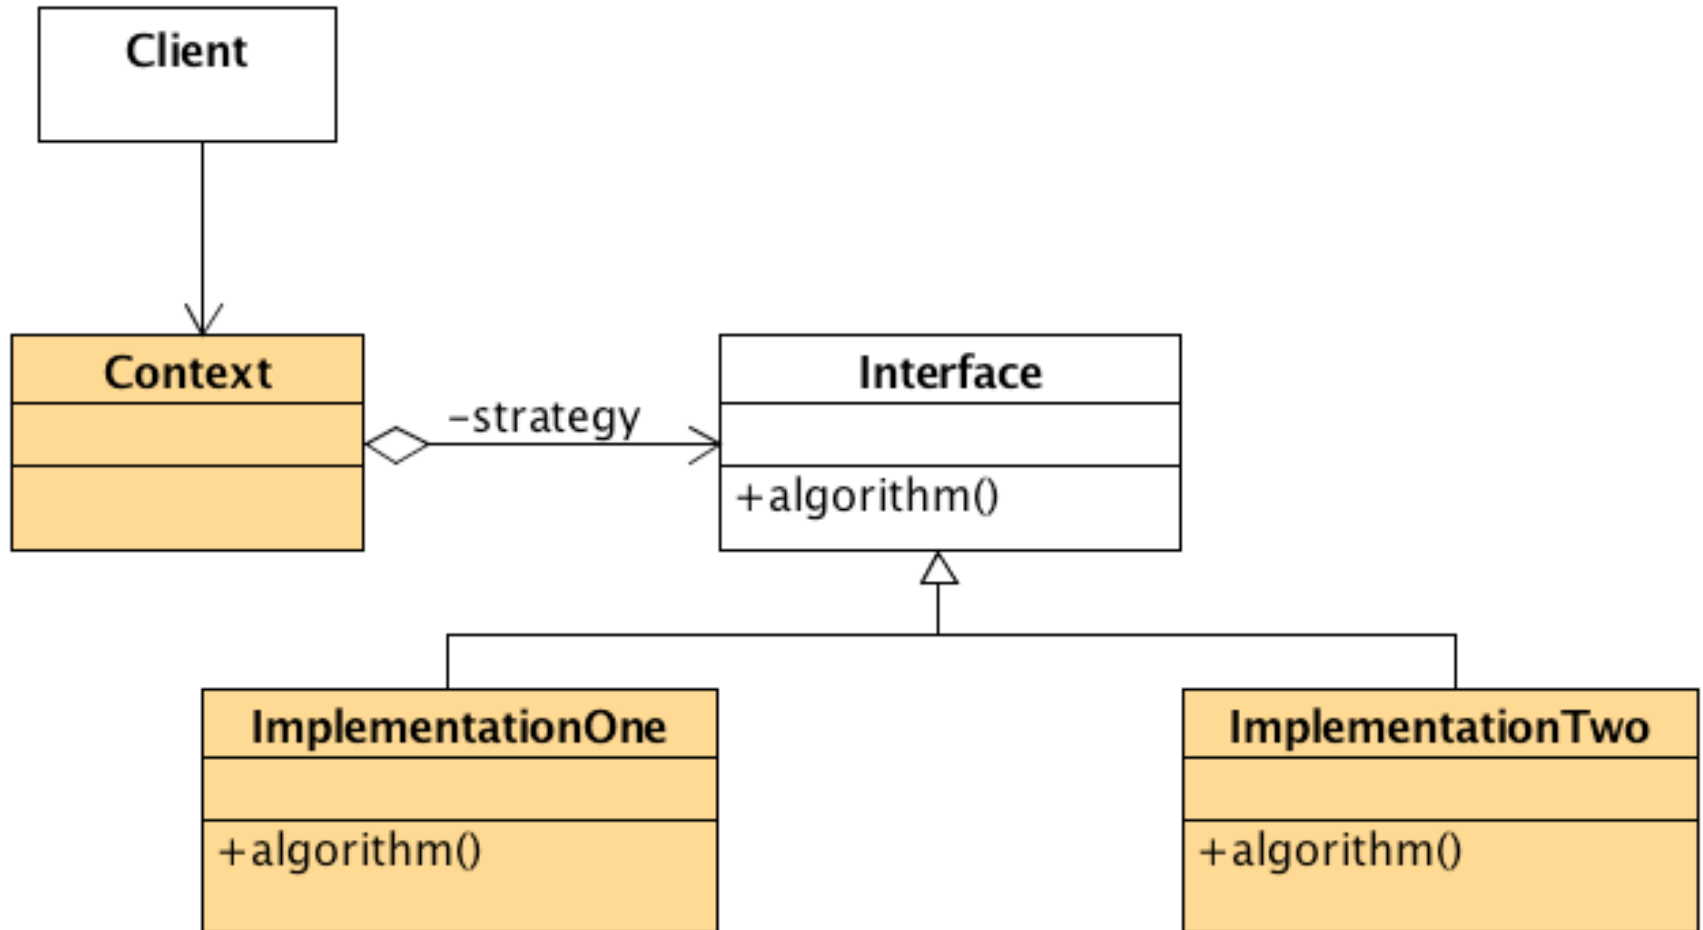 Client
Context
-strategy
Interface
+algorithm()
ImplementationOne
+algorithm()
ImplementationTwo
+algorithm()